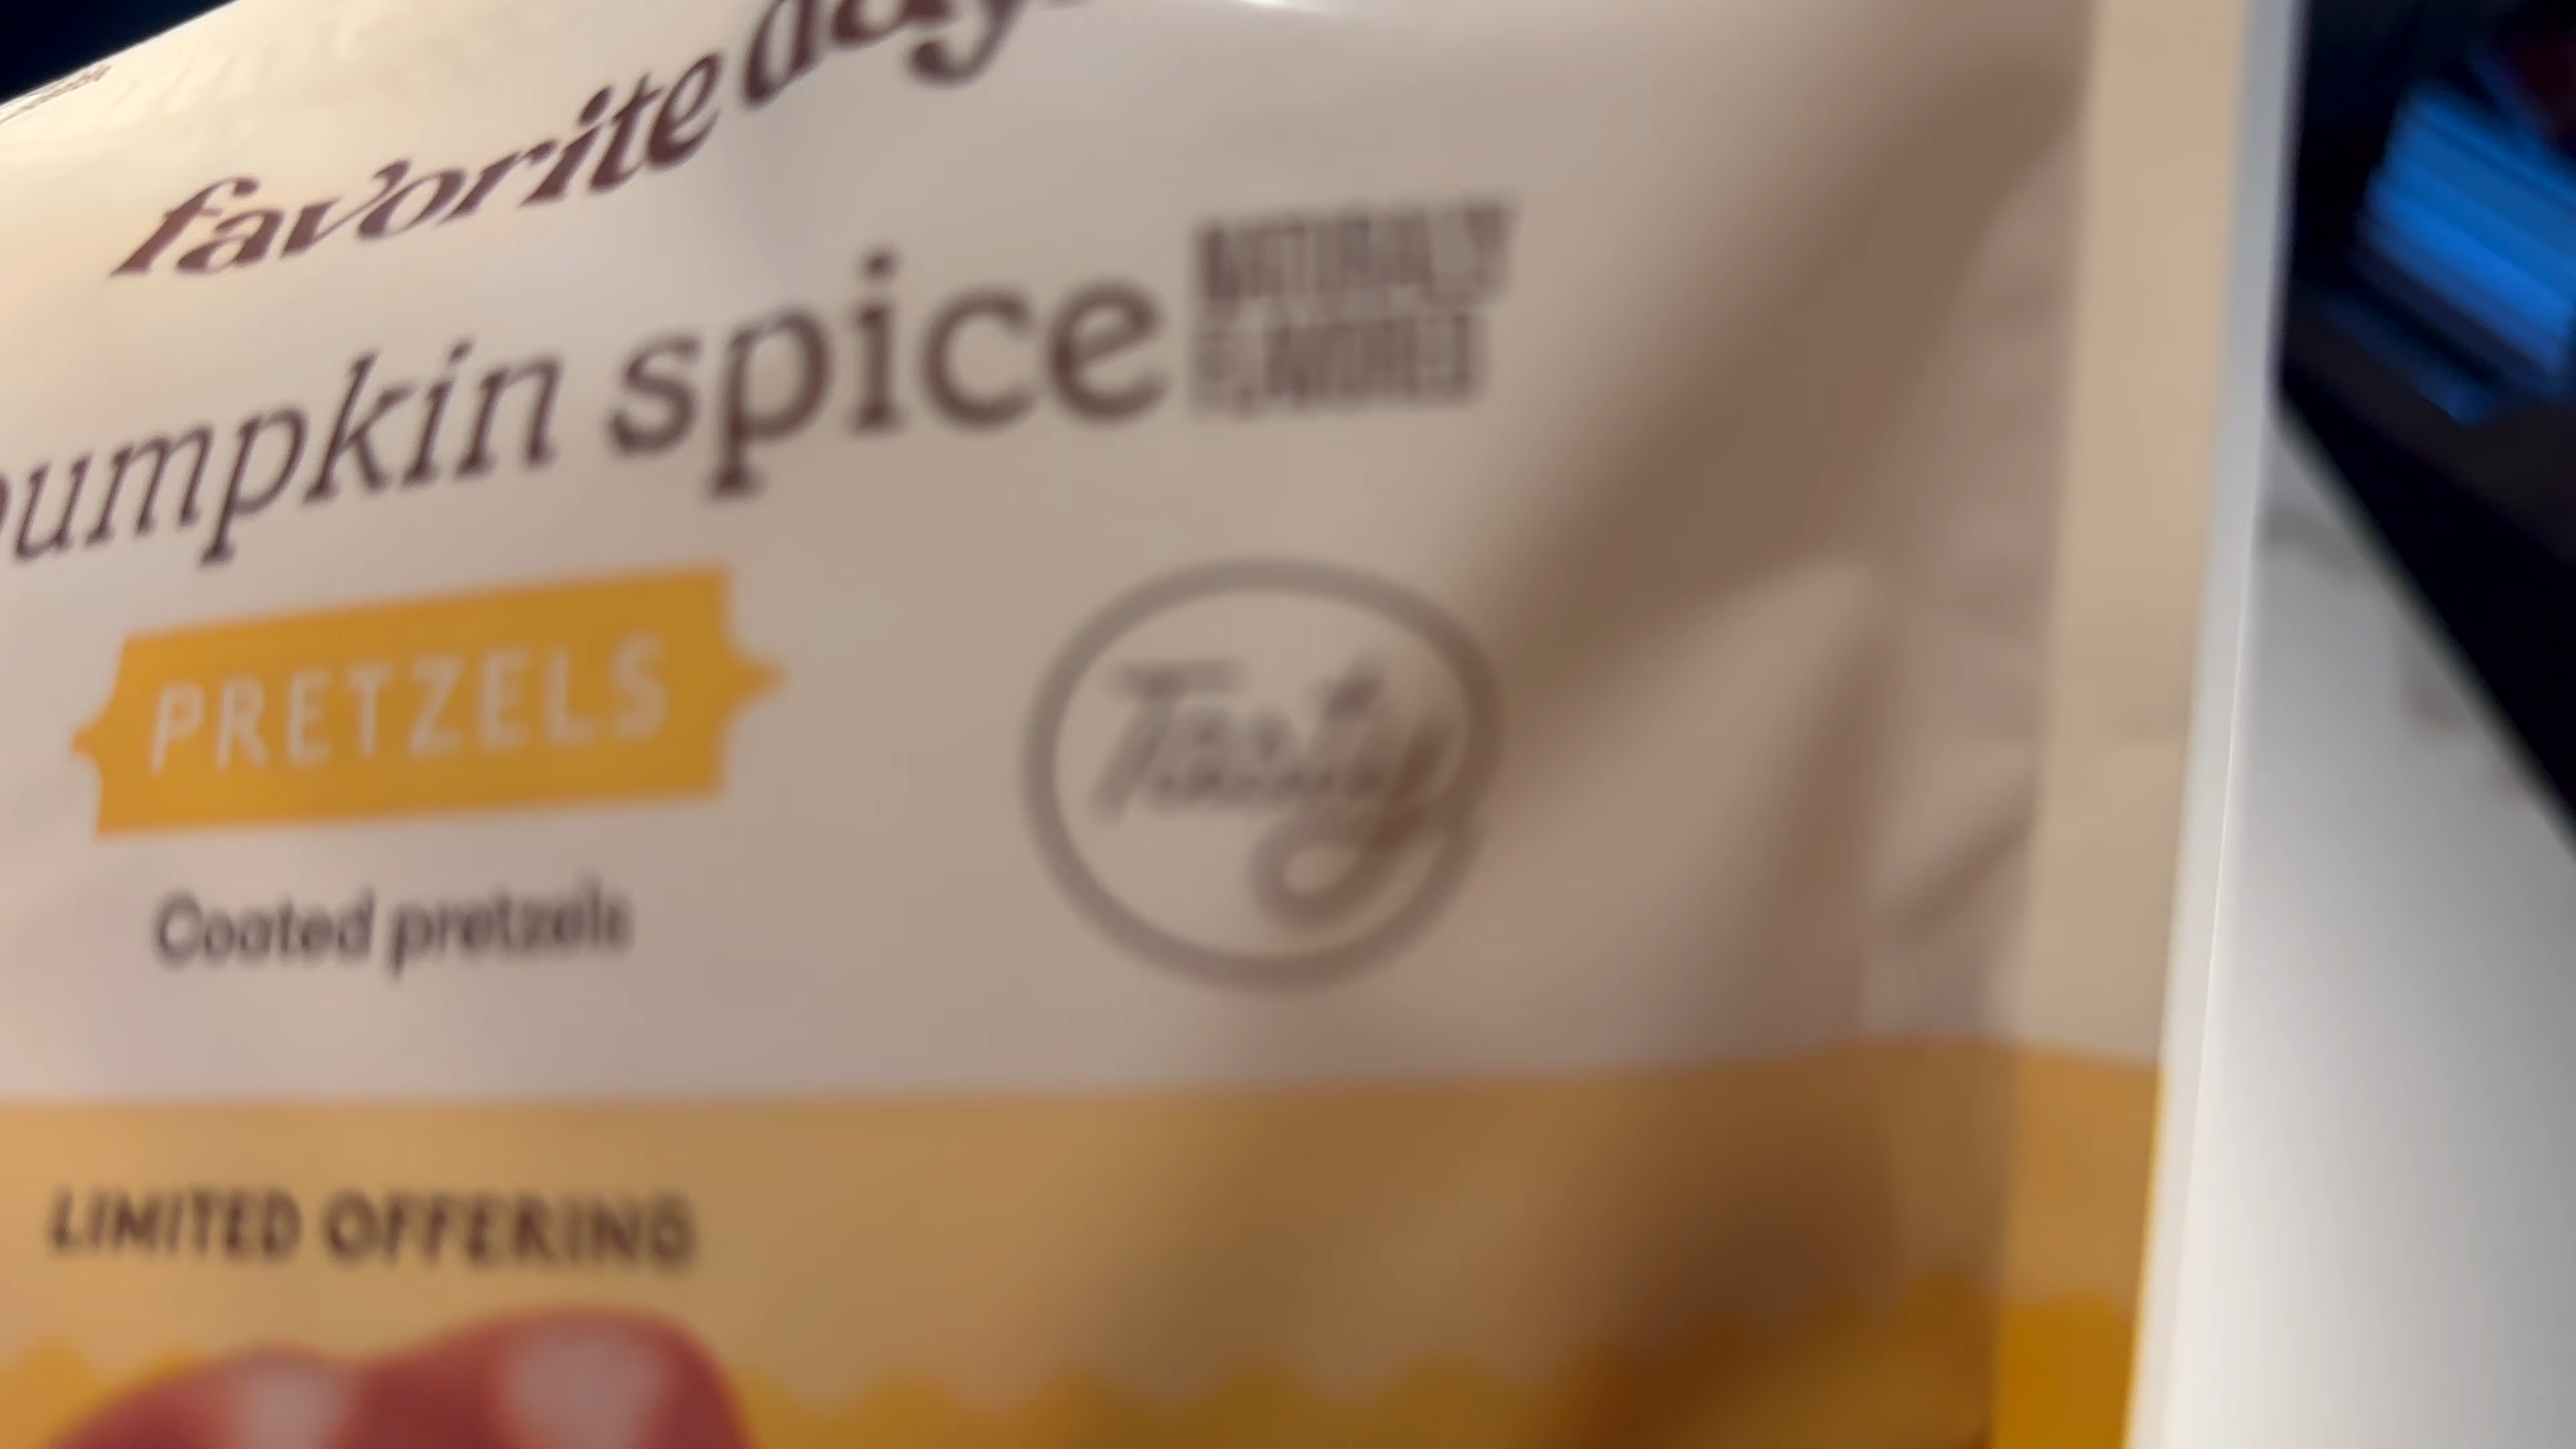 favorite day
pumpkin spice
NATURALLY
FLAVORED
PRETZELS
Tasty
Coated pretzels
LIMITED OFFERING